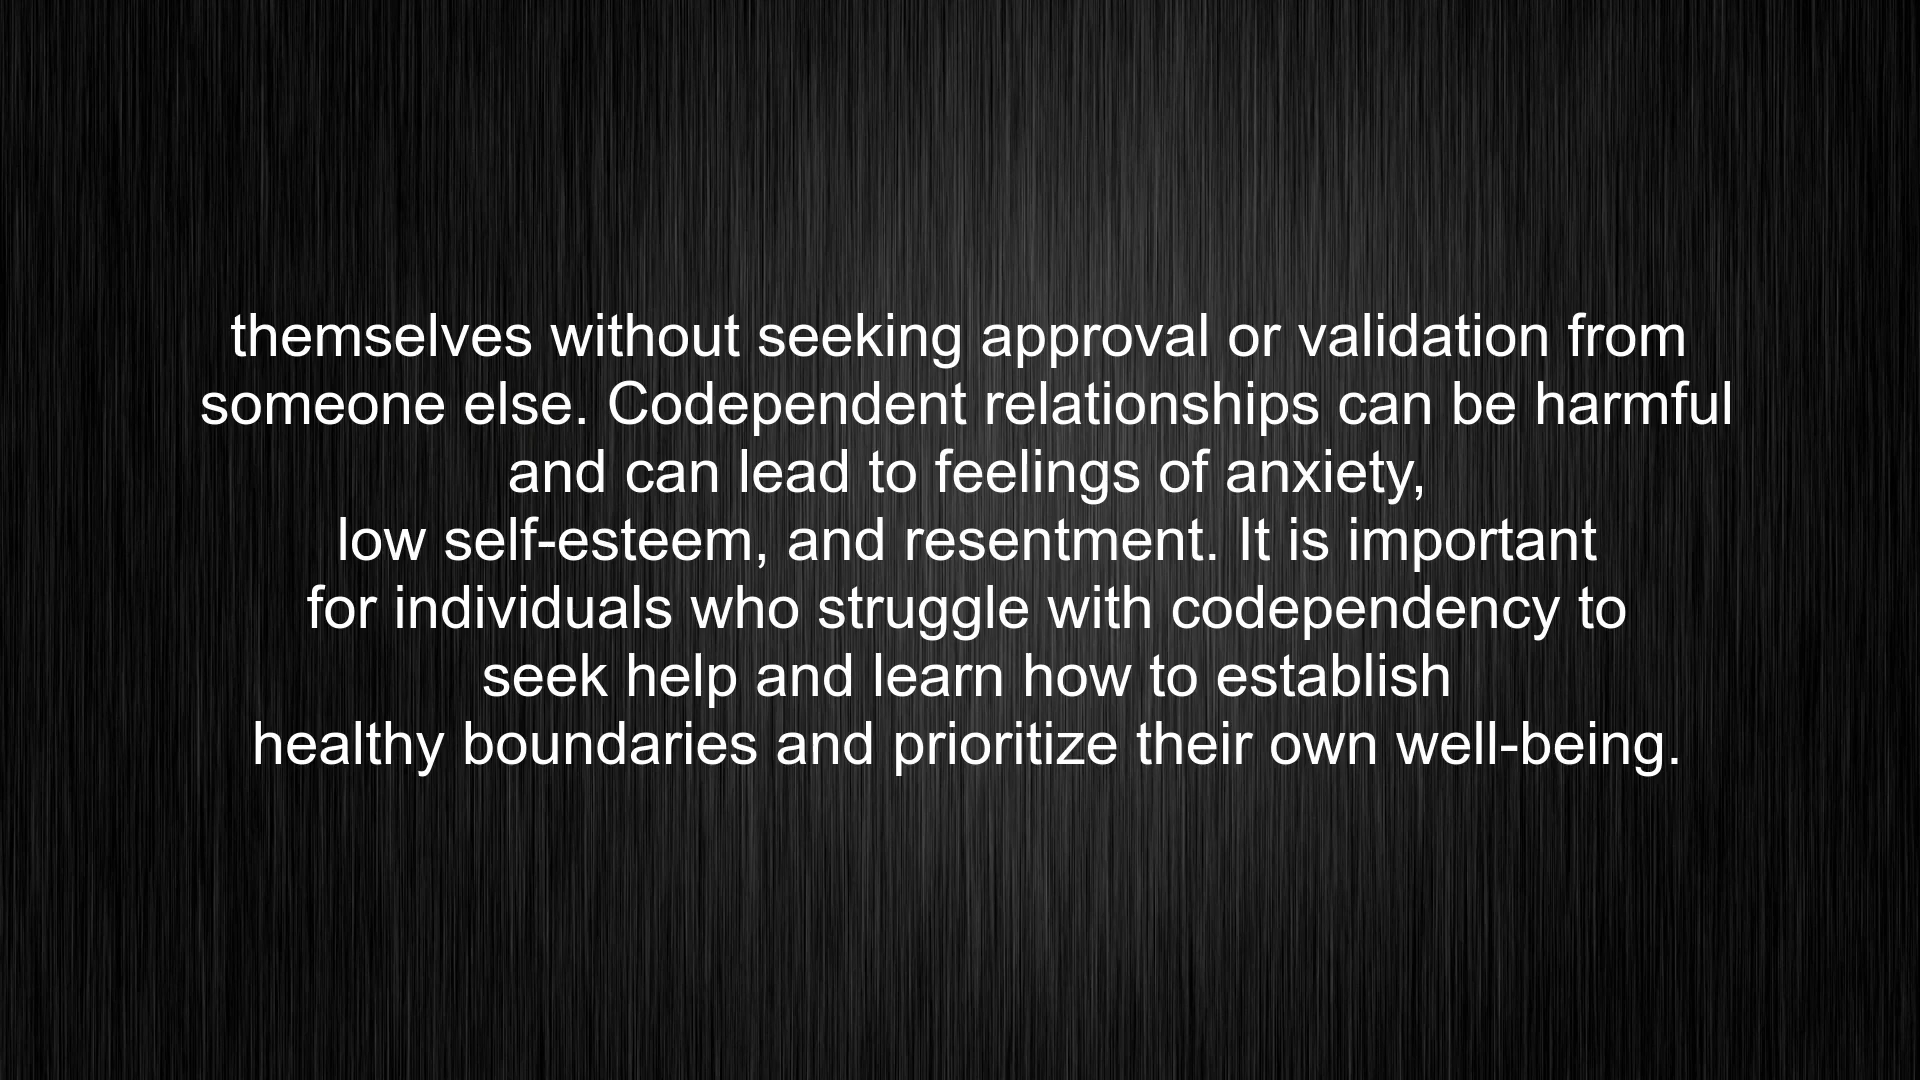 themselves without seeking approval or validation from
someone else. Codependent relationships can be harmful
and can lead to feelings of anxiety,
low self-esteem, and resentment. It is important
for individuals who struggle with codependency to
seek help and learn how to establish
healthy boundaries and prioritize their own well-being.